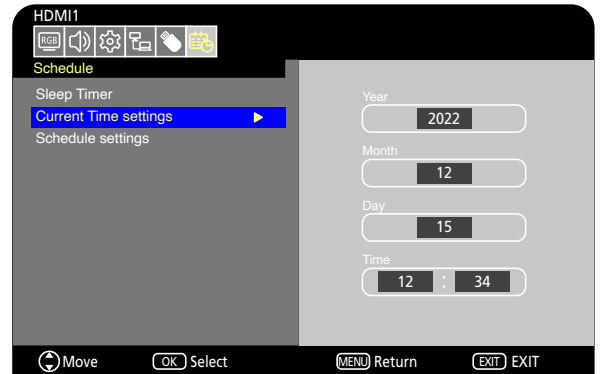 HDMI1
RGB
Schedule
Sleep Timer
Current Time settings
Schedule settings
Year
2022
Month
12
Day
15
Time
12 : 34
Move OK Select MENU Return EXIT EXIT